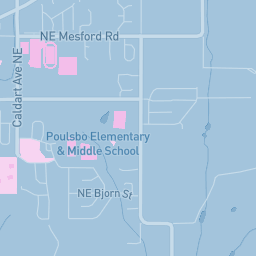 NE Mesford Rd
Caldart Ave NE
Poulsbo Elementary
& Middle School
NE Bjorn St